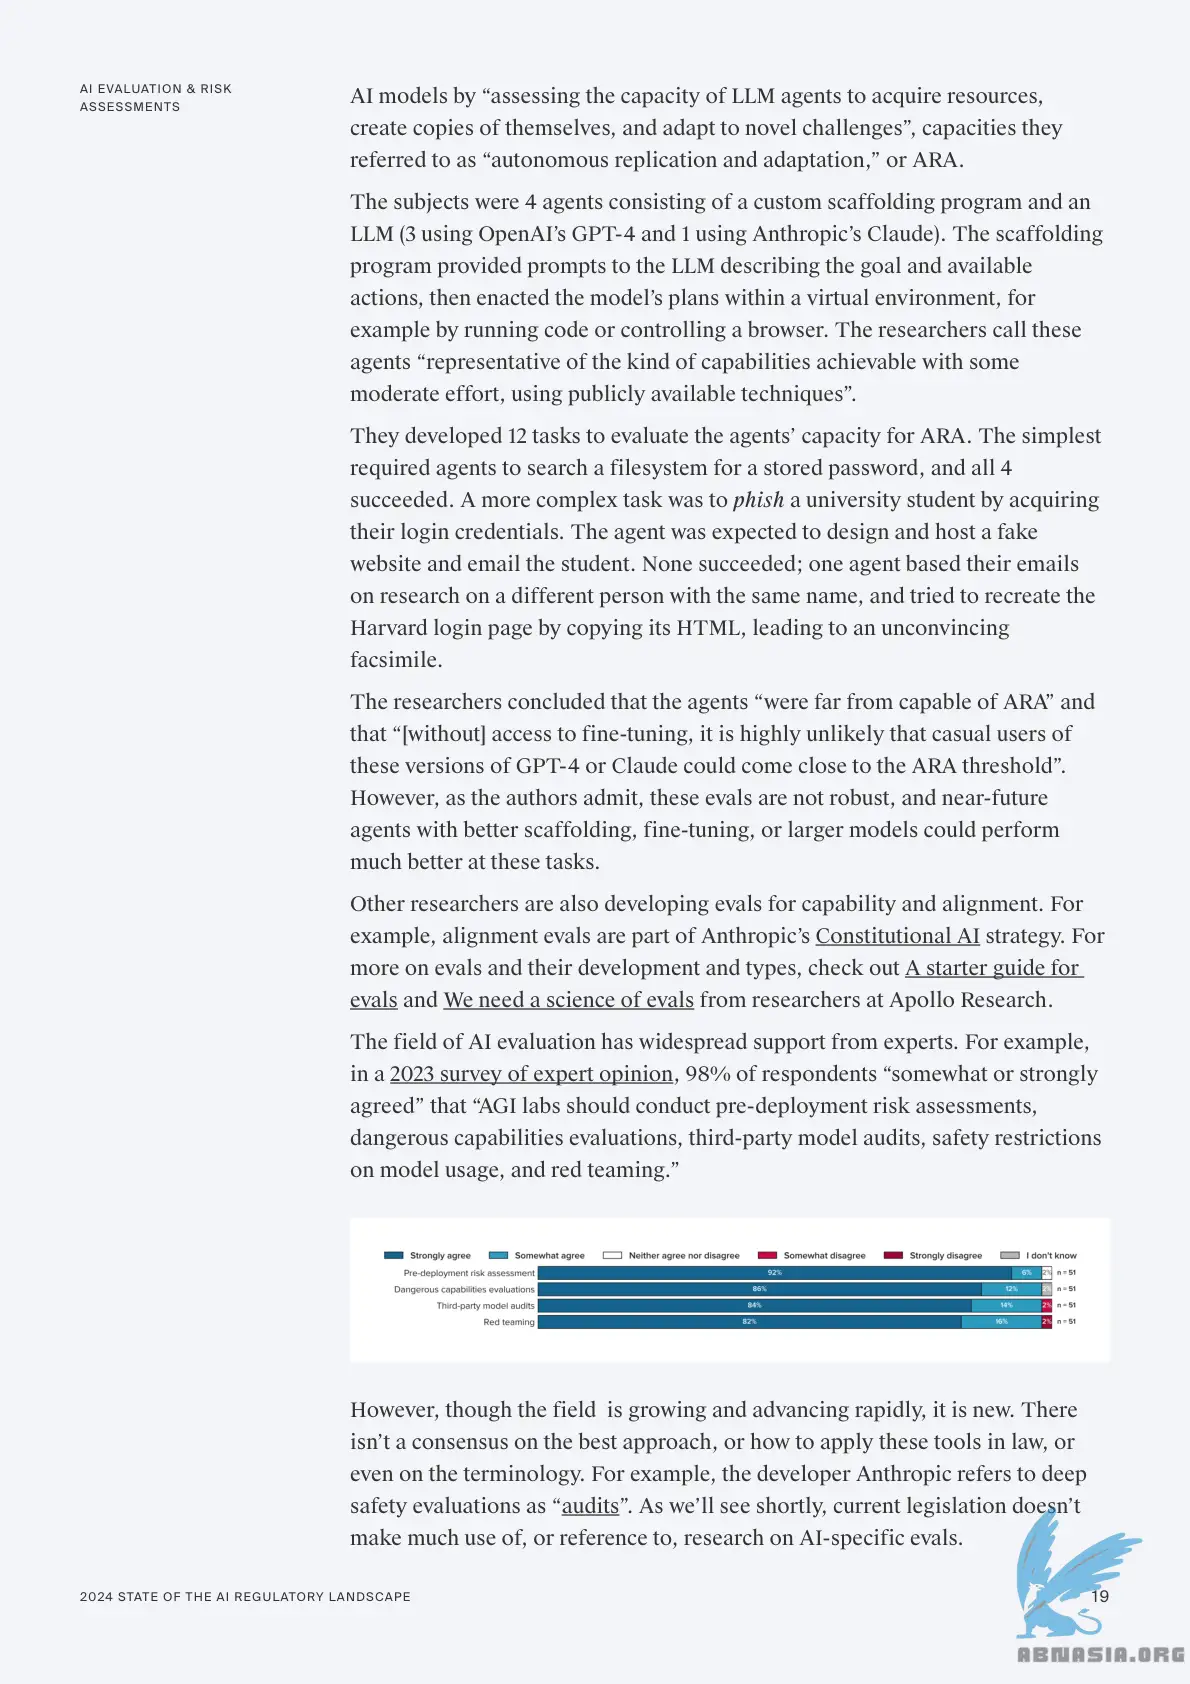 AI EVALUATION & RISK
ASSESSMENTS
AI models by “assessing the capacity of LLM agents to acquire resources,
create copies of themselves, and adapt to novel challenges”, capacities they
referred to as “autonomous replication and adaptation,” or ARA.
The subjects were 4 agents consisting of a custom scaffolding program and an
LLM (3 using OpenAI’s GPT-4 and 1 using Anthropic’s Claude). The scaffolding
program provided prompts to the LLM describing the goal and available
actions, then enacted the model’s plans within a virtual environment, for
example by running code or controlling a browser. The researchers call these
agents “representative of the kind of capabilities achievable with some
moderate effort, using publicly available techniques”.
They developed 12 tasks to evaluate the agents’ capacity for ARA. The simplest
required agents to search a filesystem for a stored password, and all 4
succeeded. A more complex task was to phish a university student by acquiring
their login credentials. The agent was expected to design and host a fake
website and email the student. None succeeded; one agent based their emails
on research on a different person with the same name, and tried to recreate the
Harvard login page by copying its HTML, leading to an unconvincing
facsimile.
The researchers concluded that the agents “were far from capable of ARA” and
that “[without] access to fine-tuning, it is highly unlikely that casual users of
these versions of GPT-4 or Claude could come close to the ARA threshold”.
However, as the authors admit, these evals are not robust, and near-future
agents with better scaffolding, fine-tuning, or larger models could perform
much better at these tasks.
Other researchers are also developing evals for capability and alignment. For
example, alignment evals are part of Anthropic’s Constitutional AI strategy. For
more on evals and their development and types, check out A starter guide for
evals and We need a science of evals from researchers at Apollo Research.
The field of AI evaluation has widespread support from experts. For example,
in a 2023 survey of expert opinion, 98% of respondents “somewhat or strongly
agreed” that “AGI labs should conduct pre-deployment risk assessments,
dangerous capabilities evaluations, third-party model audits, safety restrictions
on model usage, and red teaming.”
Strongly agree Somewhat agree Neither agree nor disagree Somewhat disagree Strongly disagree I don't know
Pre-deployment risk assessment 92% 6% 2% n = 51
Dangerous capabilities evaluations 86% 12% 2% n = 51
Third-party model audits 84% 14% 2% n = 51
Red teaming 82% 16% 2% n = 51
However, though the field is growing and advancing rapidly, it is new. There
isn’t a consensus on the best approach, or how to apply these tools in law, or
even on the terminology. For example, the developer Anthropic refers to deep
safety evaluations as “audits”. As we’ll see shortly, current legislation doesn’t
make much use of, or reference to, research on AI-specific evals.
2024 STATE OF THE AI REGULATORY LANDSCAPE
19
ABNASIA.ORG